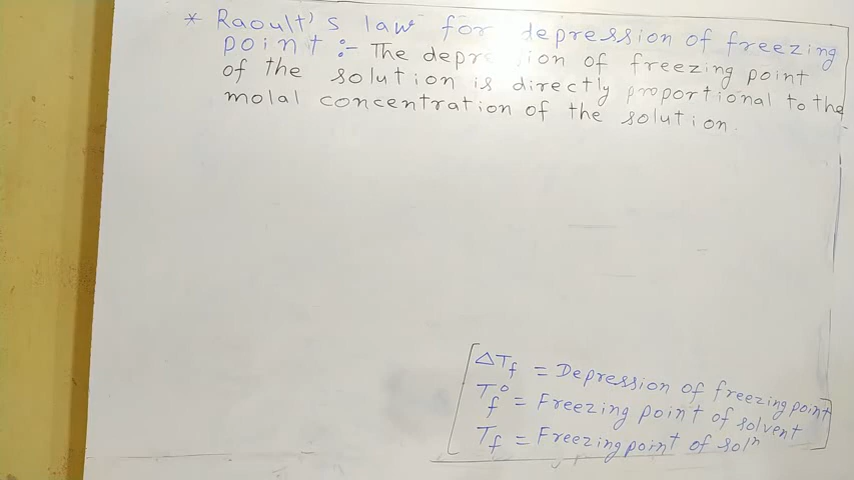 * Raoult's law for depression of freezing
point :- The depression of freezing point
of the solution is directly proportional to the
molal concentration of the solution.
ΔTf = Depression of freezing point
Tf° = Freezing point of solvent
Tf = Freezing point of solⁿ